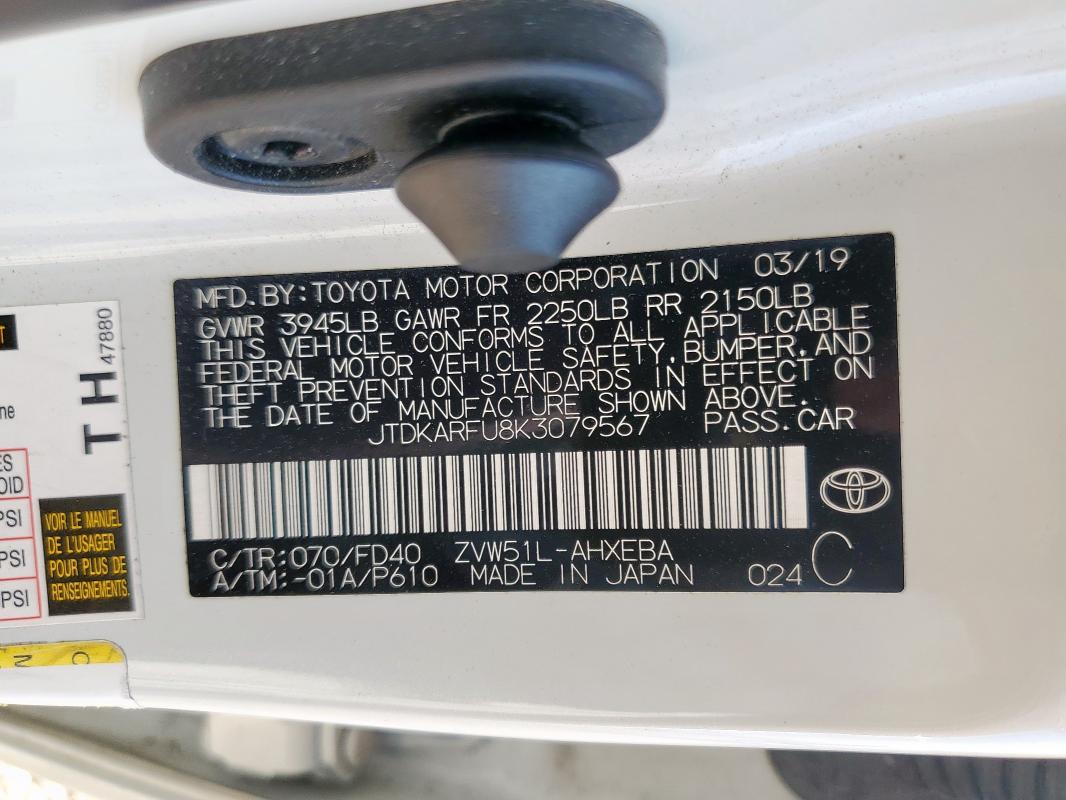 MFD. BY: TOYOTA MOTOR CORPORATION 03/19
GVWR 3945LB GAWR FR 2250LB RR 2150LB
THIS VEHICLE CONFORMS TO ALL APPLICABLE
FEDERAL MOTOR VEHICLE SAFETY, BUMPER, AND
THEFT PREVENTION STANDARDS IN EFFECT ON
THE DATE OF MANUFACTURE SHOWN ABOVE.
JTDKARFU8K3079567 PASS. CAR
C/TR: 070/FD40 ZVW51L-AHXEBA
A/TM: -01A/P610 MADE IN JAPAN 024 C
TH 47880
VOIR LE MANUEL
DE L'USAGER
POUR PLUS DE
RENSEIGNEMENTS.
PSI
PSI
PSI